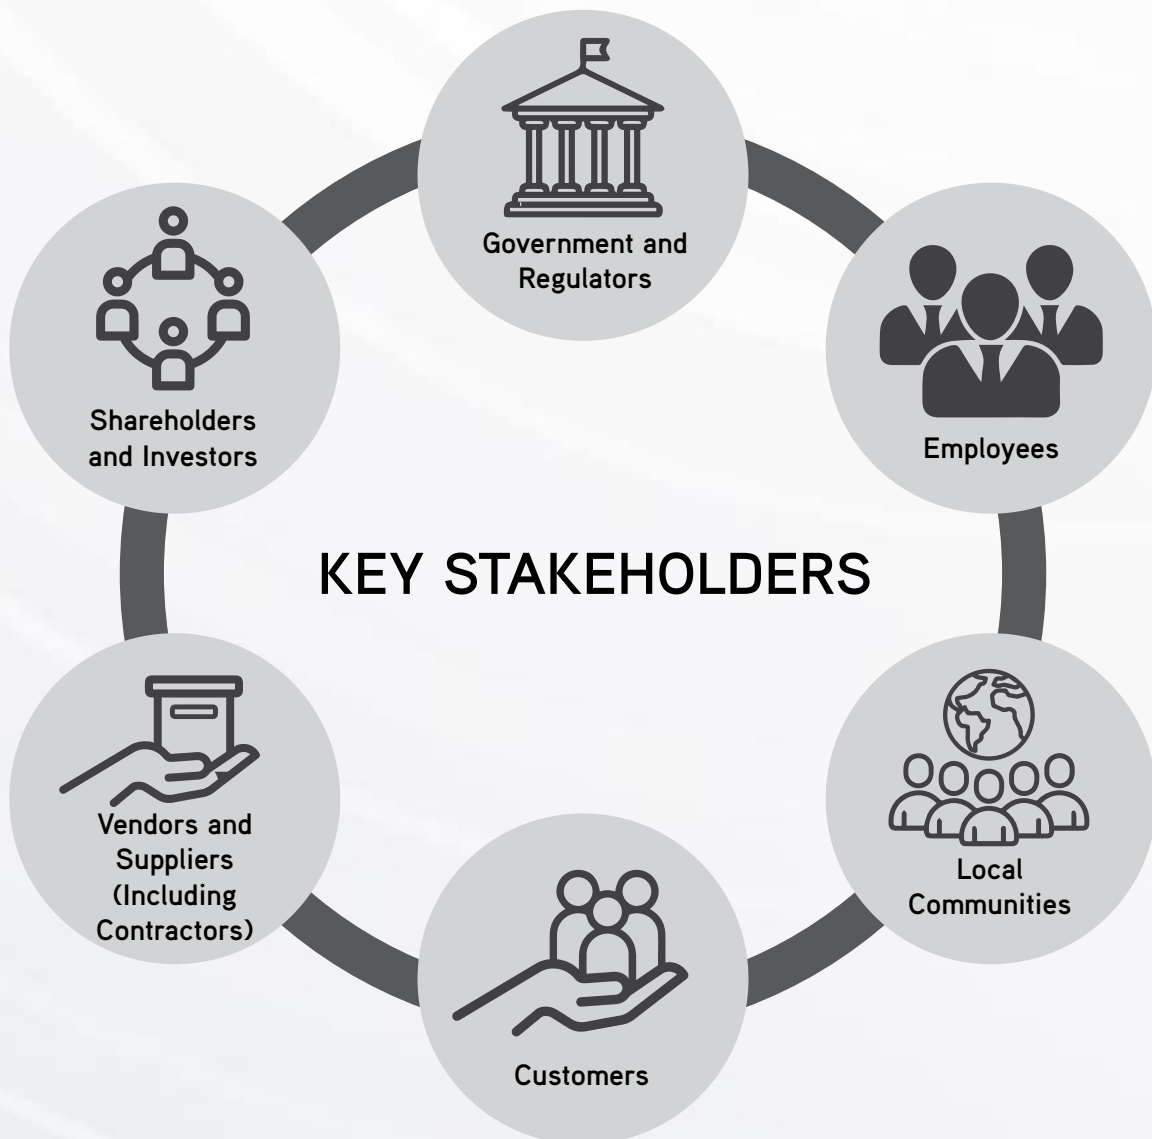 Government and
Regulators
Shareholders
and Investors
Employees
KEY STAKEHOLDERS
Vendors and
Suppliers
(Including
Contractors)
Local
Communities
Customers